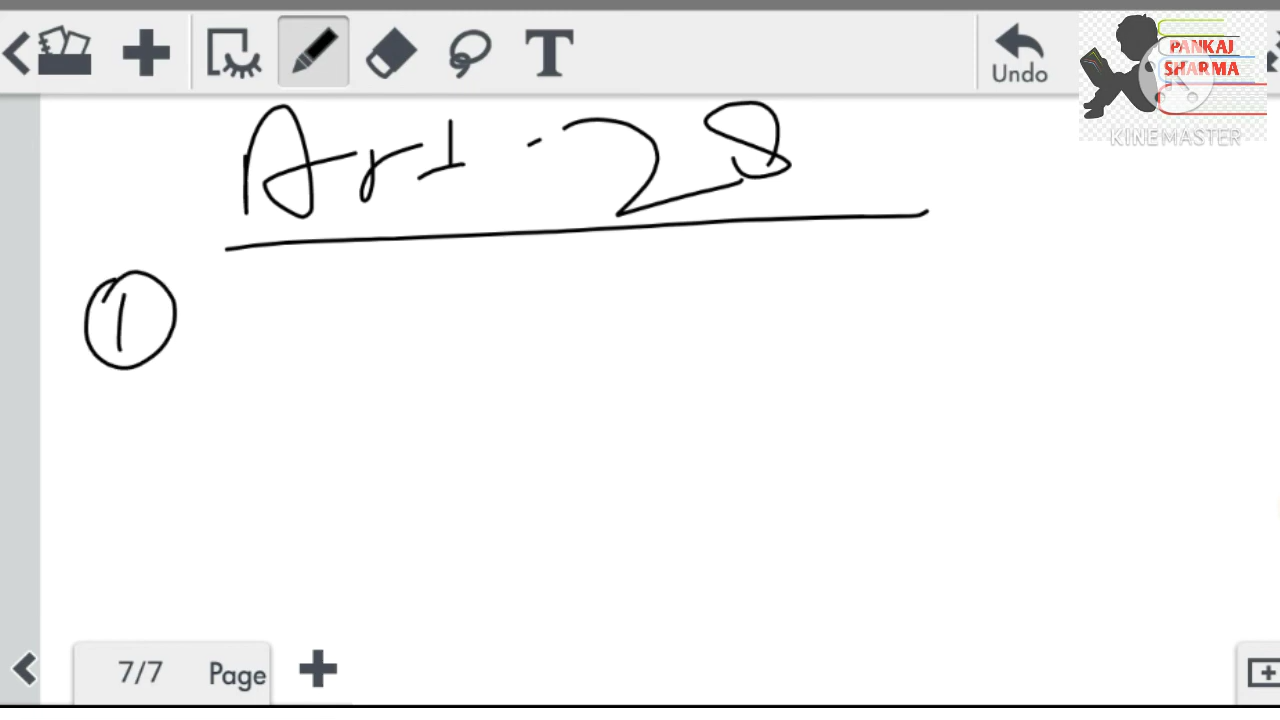 T
Undo
PANKAJ
SHARMA
KINEMASTER
Art - 28
1
7/7 Page